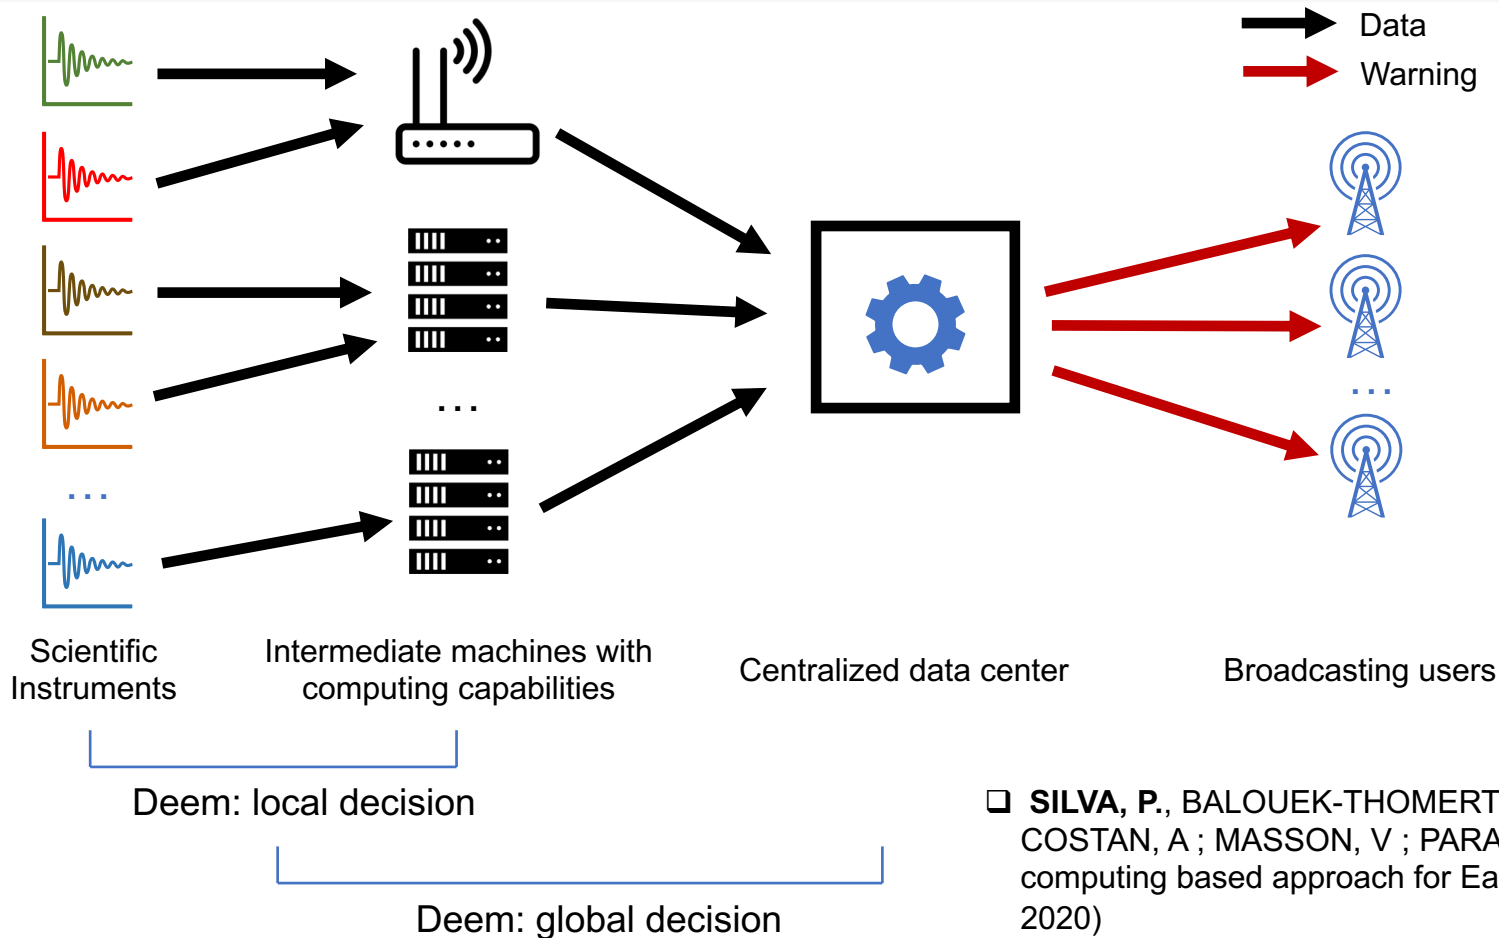 Data
Warning
...
...
...
Scientific
Instruments
Intermediate machines with
computing capabilities
Centralized data center
Broadcasting users
Deem: local decision
Deem: global decision
❑ SILVA, P., BALOUEK-THOMERT
COSTAN, A ; MASSON, V ; PARA
computing based approach for Ea
2020)